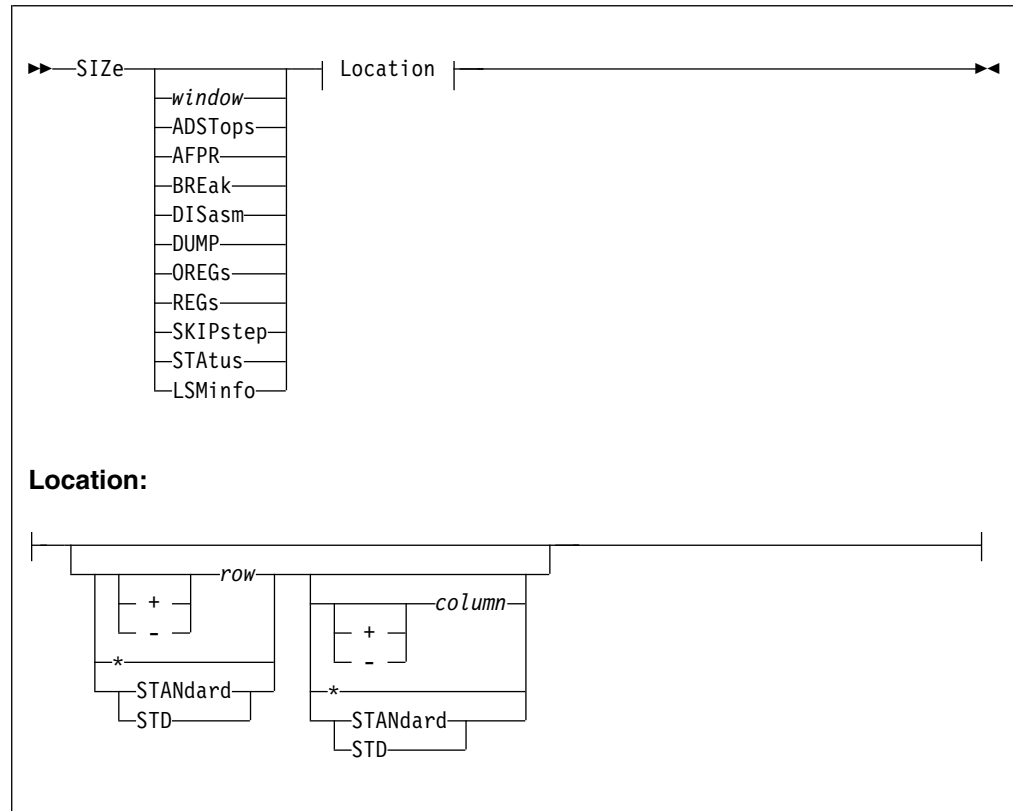 SIZe Location
window
ADSTops
AFPR
BREak
DISasm
DUMP
OREGs
REGs
SKIPstep
STAtus
LSMinfo
Location:
row
+ column
- +
-
* *
STANdard STANdard
STD STD